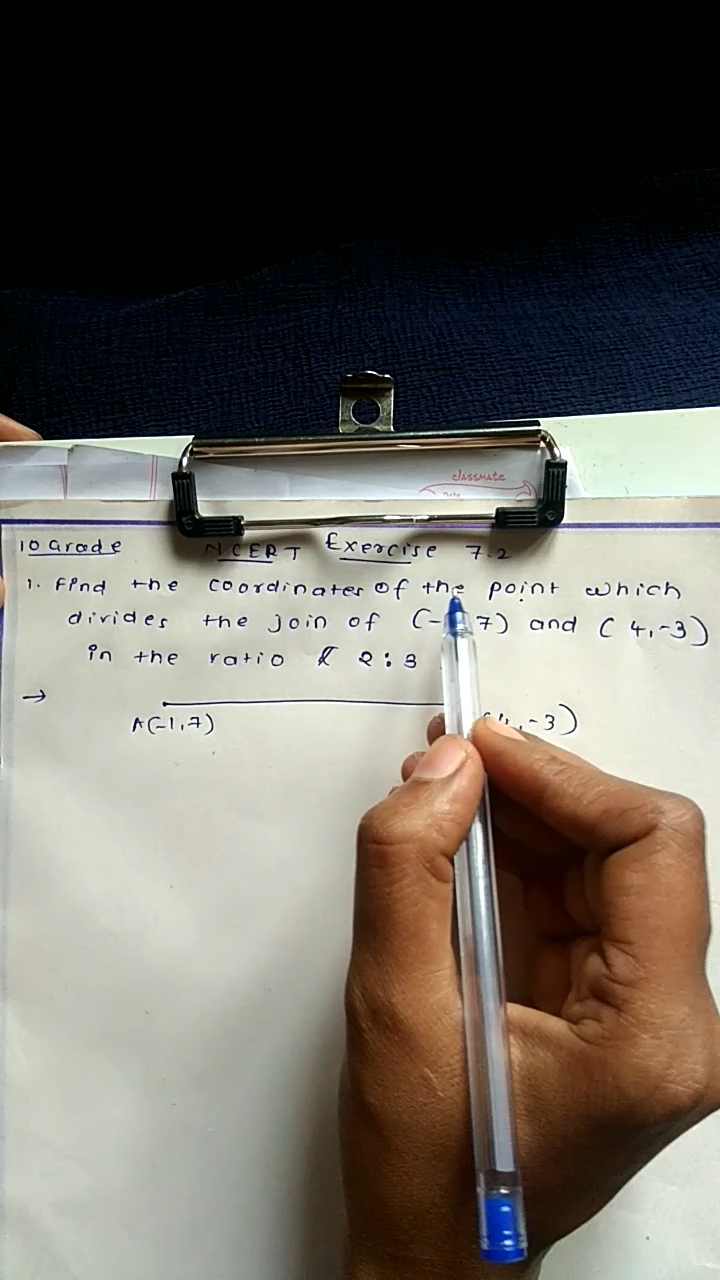 classmate
10 Grade NCERT Exercise 7.2
1. Find the coordinates of the point which
divides the join of (- 7) and ( 4,-3)
in the ratio 2:3
→
A(-1,7) (4,-3)